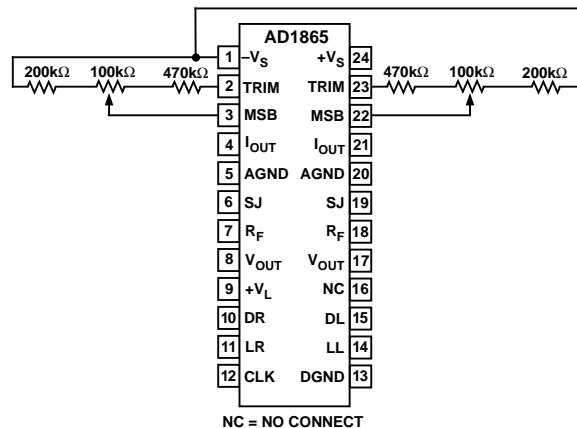 AD1865
1 –VS +VS 24
200kΩ 100kΩ 470kΩ 2 TRIM TRIM 23 470kΩ 100kΩ 200kΩ
3 MSB MSB 22
4 IOUT IOUT 21
5 AGND AGND 20
6 SJ SJ 19
7 RF RF 18
8 VOUT VOUT 17
9 +VL NC 16
10 DR DL 15
11 LR LL 14
12 CLK DGND 13
NC = NO CONNECT